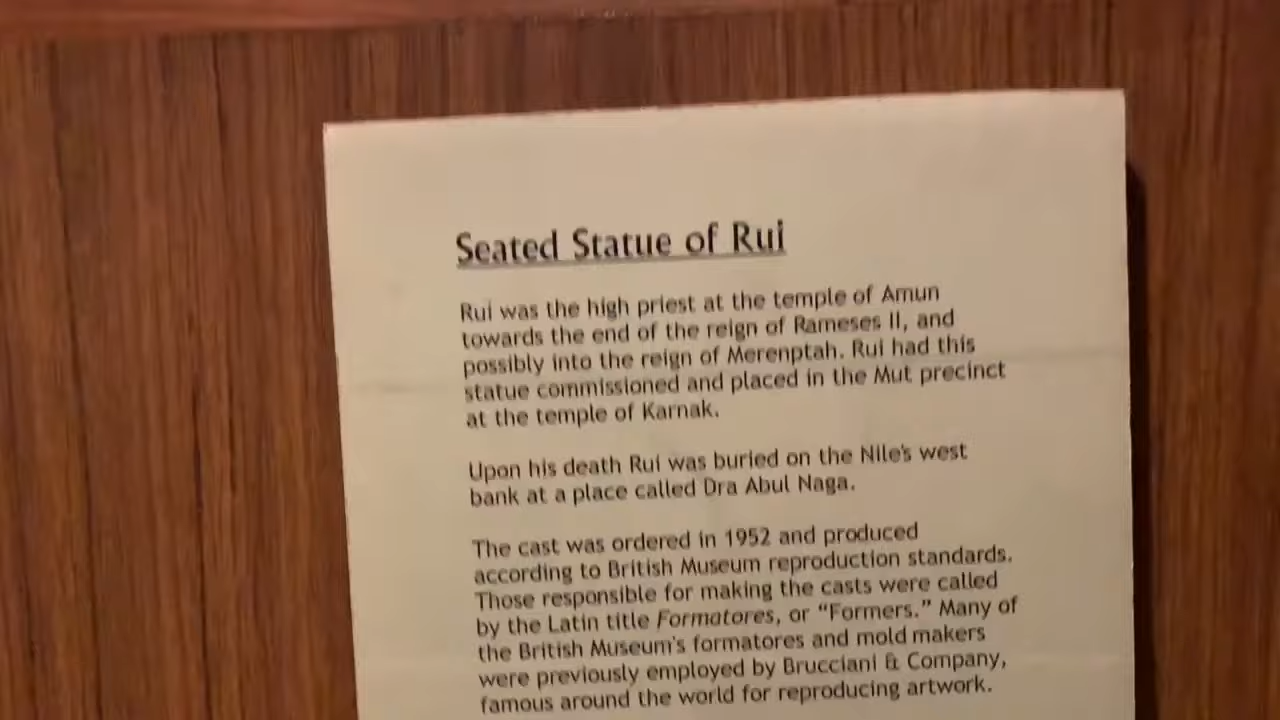 Seated Statue of Rui
Rui was the high priest at the temple of Amun
towards the end of the reign of Rameses II, and
possibly into the reign of Merenptah. Rui had this
statue commissioned and placed in the Mut precinct
at the temple of Karnak.
Upon his death Rui was buried on the Nile's west
bank at a place called Dra Abul Naga.
The cast was ordered in 1952 and produced
according to British Museum reproduction standards.
Those responsible for making the casts were called
by the Latin title Formatores, or “Formers.” Many of
the British Museum's formatores and mold makers
were previously employed by Brucciani & Company,
famous around the world for reproducing artwork.